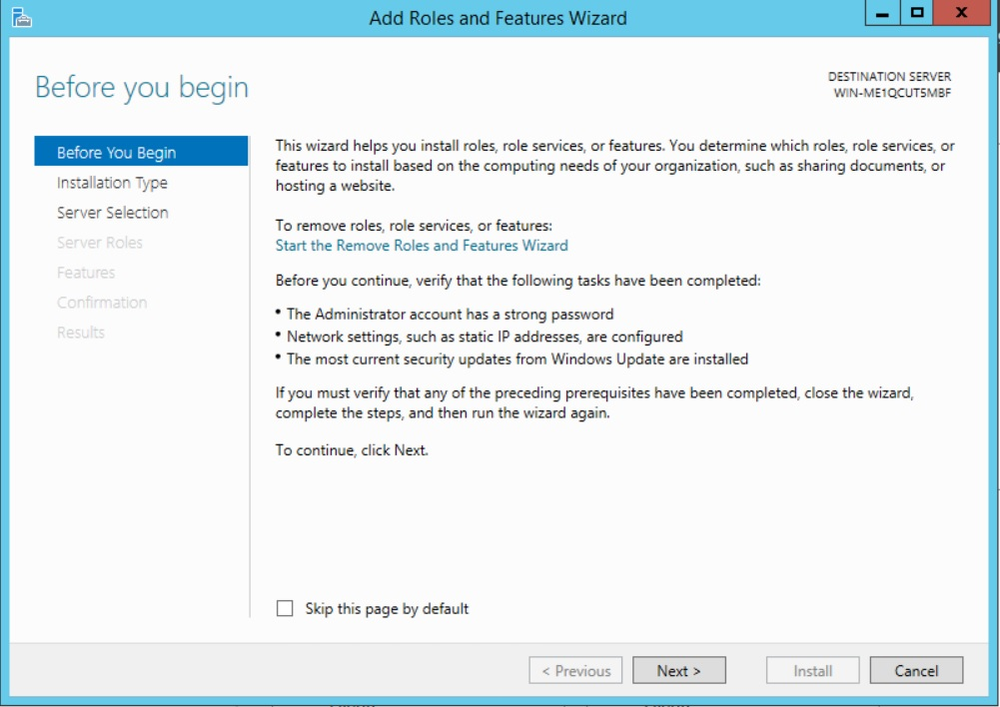 Add Roles and Features Wizard
Before you begin
DESTINATION SERVER
WIN-ME1QCUT5MBF
Before You Begin
Installation Type
Server Selection
Server Roles
Features
Confirmation
Results
This wizard helps you install roles, role services, or features. You determine which roles, role services, or
features to install based on the computing needs of your organization, such as sharing documents, or
hosting a website.
To remove roles, role services, or features:
Start the Remove Roles and Features Wizard
Before you continue, verify that the following tasks have been completed:
• The Administrator account has a strong password
• Network settings, such as static IP addresses, are configured
• The most current security updates from Windows Update are installed
If you must verify that any of the preceding prerequisites have been completed, close the wizard,
complete the steps, and then run the wizard again.
To continue, click Next.
Skip this page by default
< Previous
Next >
Install
Cancel